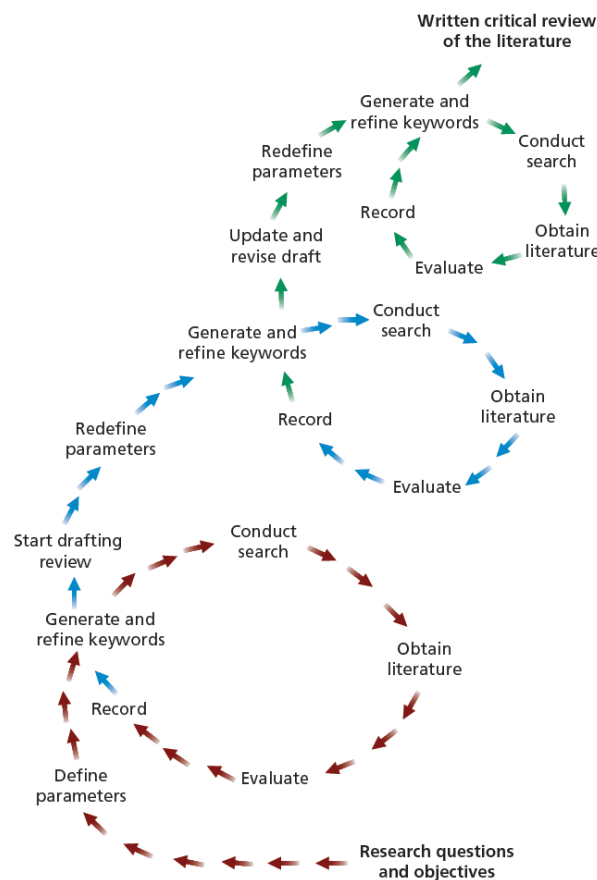 Written critical review
of the literature
Generate and
refine keywords
Conduct
search
Redefine
parameters
Record
Obtain
literature
Update and
revise draft
Evaluate
Conduct
search
Generate and
refine keywords
Obtain
literature
Record
Redefine
parameters
Evaluate
Conduct
search
Start drafting
review
Generate and
refine keywords
Obtain
literature
Record
Define
parameters
Evaluate
Research questions
and objectives